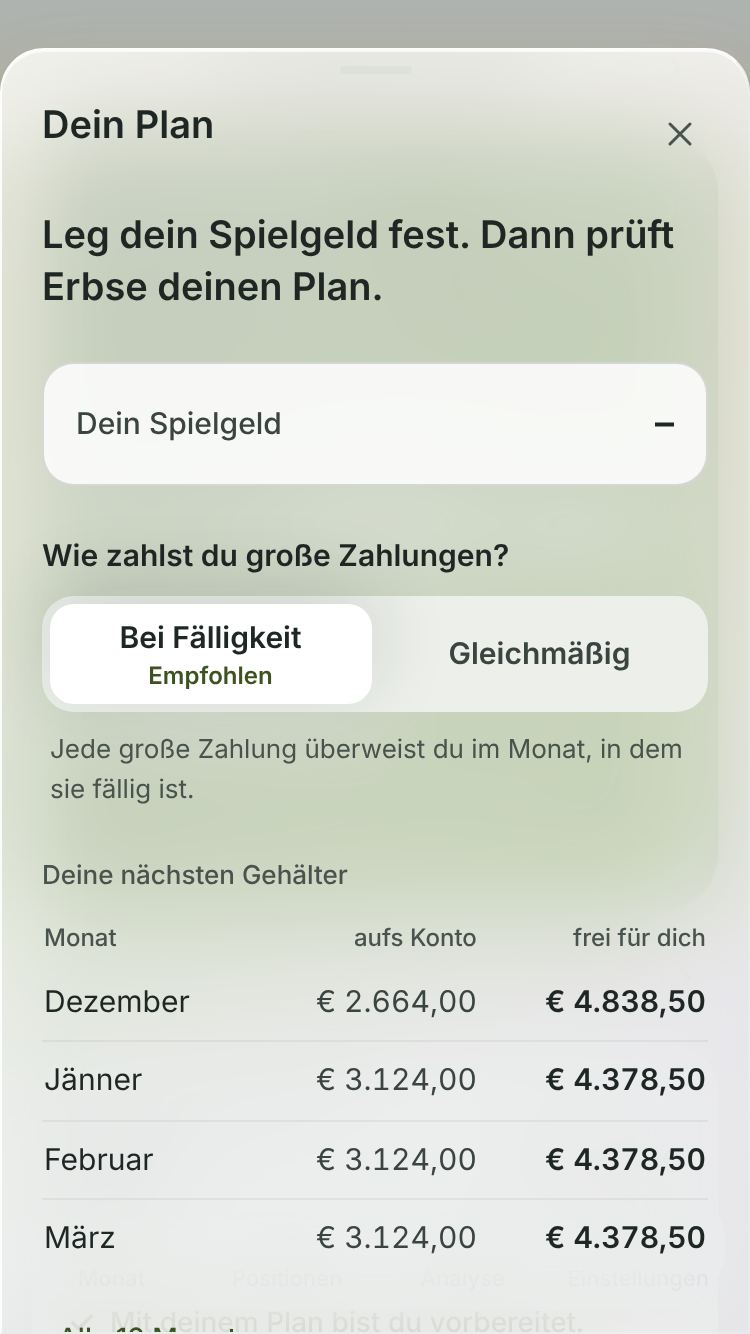 Dein Plan
Leg dein Spielgeld fest. Dann prüft
Erbse deinen Plan.
Dein Spielgeld –
Wie zahlst du große Zahlungen?
Bei Fälligkeit
Empfohlen
Gleichmäßig
Jede große Zahlung überweist du im Monat, in dem
sie fällig ist.
Deine nächsten Gehälter
Monat aufs Konto frei für dich
Dezember € 2.664,00 € 4.838,50
Jänner € 3.124,00 € 4.378,50
Februar € 3.124,00 € 4.378,50
März € 3.124,00 € 4.378,50
Monat Positionen Analyse Einstellungen
Mit deinem Plan bist du vorbereitet.